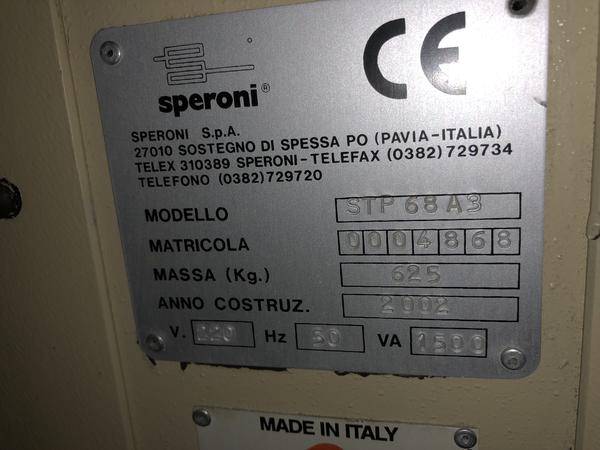 CE
speroni®
SPERONI S.p.A.
27010 SOSTEGNO DI SPESSA PO (PAVIA-ITALIA)
TELEX 310389 SPERONI-TELEFAX (0382)729734
TELEFONO (0382)729720
MODELLO STP 68 A3
MATRICOLA 0004868
MASSA (Kg.) 625
ANNO COSTRUZ. 2002
V. 220 Hz 50 VA 1500
MADE IN ITALY